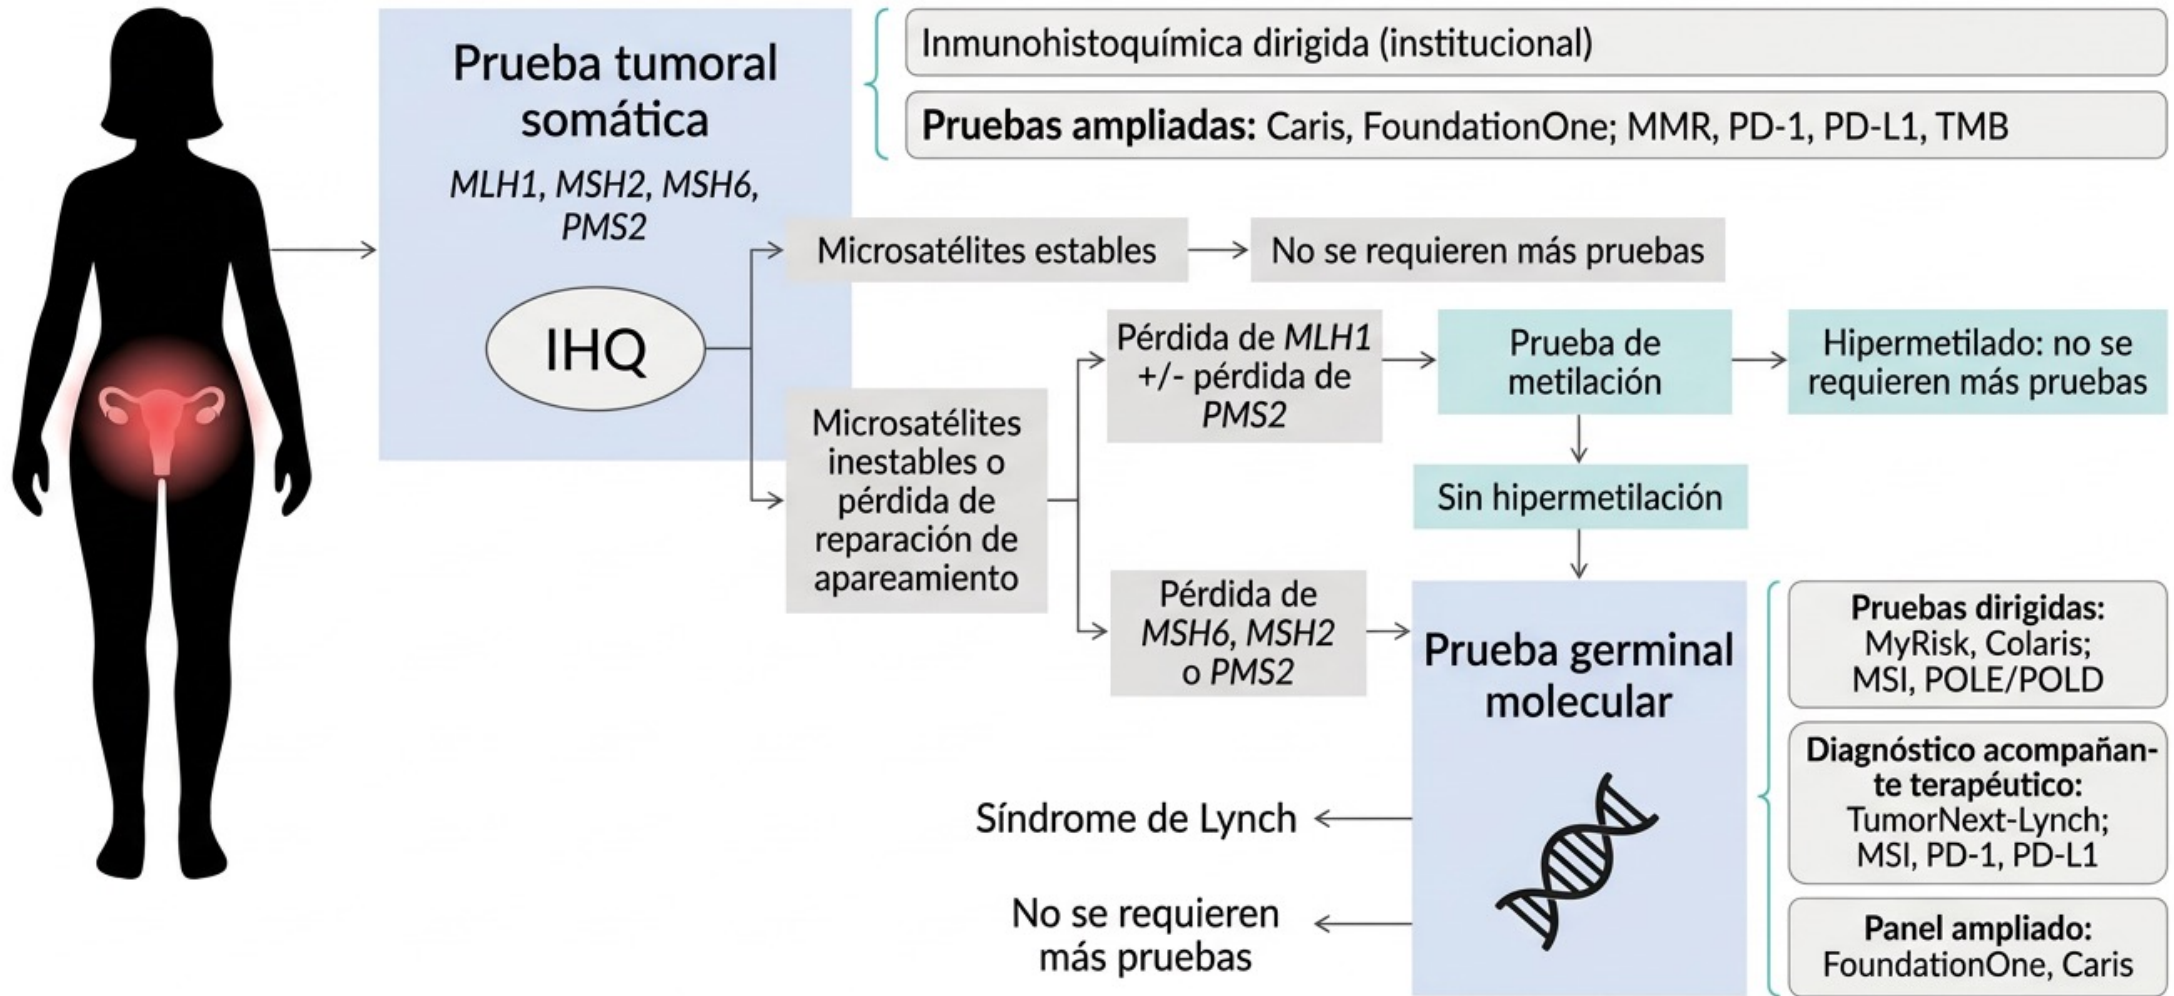 Prueba tumoral
somática
MLH1, MSH2, MSH6,
PMS2
IHQ
Inmunohistoquímica dirigida (institucional)
Pruebas ampliadas: Caris, FoundationOne; MMR, PD-1, PD-L1, TMB
Microsatélites estables
No se requieren más pruebas
Microsatélites
inestables o
pérdida de
reparación de
apareamiento
Pérdida de MLH1
+/- pérdida de
PMS2
Prueba de
metilación
Hipermetilado: no se
requieren más pruebas
Sin hipermetilación
Pérdida de
MSH6, MSH2
o PMS2
Prueba germinal
molecular
Pruebas dirigidas:
MyRisk, Colaris;
MSI, POLE/POLD
Diagnóstico acompañan-
te terapéutico:
TumorNext-Lynch;
MSI, PD-1, PD-L1
Panel ampliado:
FoundationOne, Caris
Síndrome de Lynch
No se requieren
más pruebas